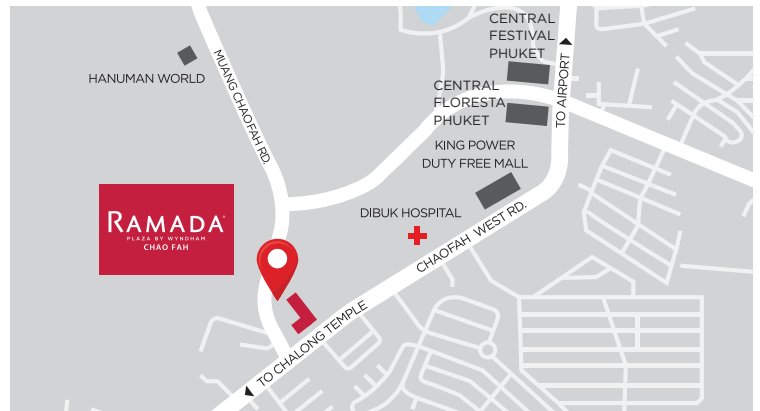 CENTRAL
FESTIVAL
PHUKET
HANUMAN WORLD
MUANG CHAOFAH RD.
CENTRAL
FLORESTA
PHUKET
TO AIRPORT
KING POWER
DUTY FREE MALL
RAMADA®
PLAZA BY WYNDHAM
CHAO FAH
DIBUK HOSPITAL
CHAOFAH WEST RD.
TO CHALONG TEMPLE